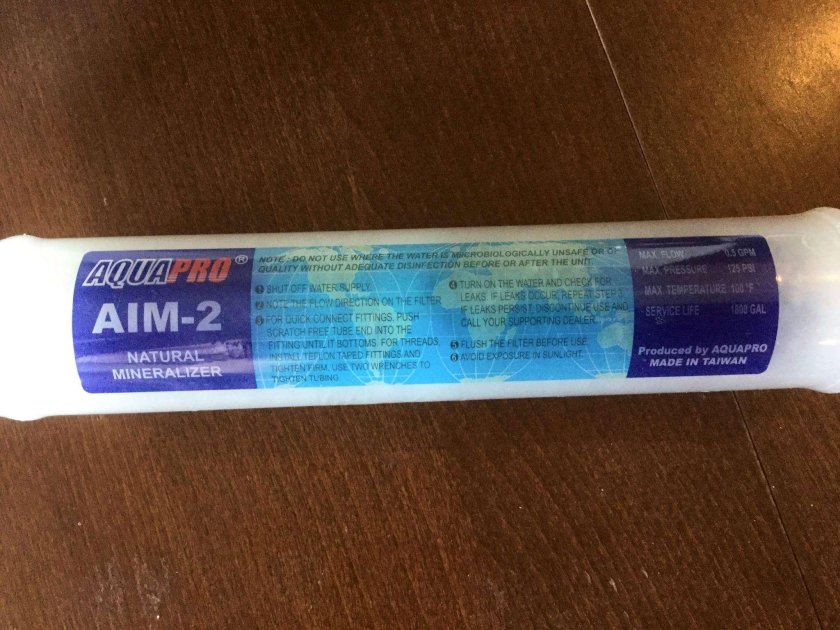 AQUAPRO®
AIM-2
NATURAL
MINERALIZER
NOTE : DO NOT USE WHERE THE WATER IS MICROBIOLOGICALLY UNSAFE OR OF
QUALITY WITHOUT ADEQUATE DISINFECTION BEFORE OR AFTER THE UNIT.
1 SHUT OFF WATER SUPPLY.
2 NOTE THE FLOW DIRECTION ON THE FILTER
3 FOR QUICK CONNECT FITTINGS, PUSH
SCRATCH FREE TUBE END INTO THE
FITTING UNTIL IT BOTTOMS. FOR THREADS,
INSTALL TEFLON TAPED FITTINGS AND
TIGHTEN FIRM. USE TWO WRENCHES TO
TIGHTEN TUBING
4 TURN ON THE WATER AND CHECK FOR
LEAKS. IF LEAKS OCCUR, REPEAT STEP 3.
IF LEAKS PERSIST, DISCONTINUE USE AND
CALL YOUR SUPPORTING DEALER.
5 FLUSH THE FILTER BEFORE USE.
6 AVOID EXPOSURE IN SUNLIGHT.
MAX. FLOW 0.5 GPM
MAX. PRESSURE 125 PSI
MAX. TEMPERATURE 100 °F
SERVICE LIFE 1800 GAL
Produced by AQUAPRO
MADE IN TAIWAN